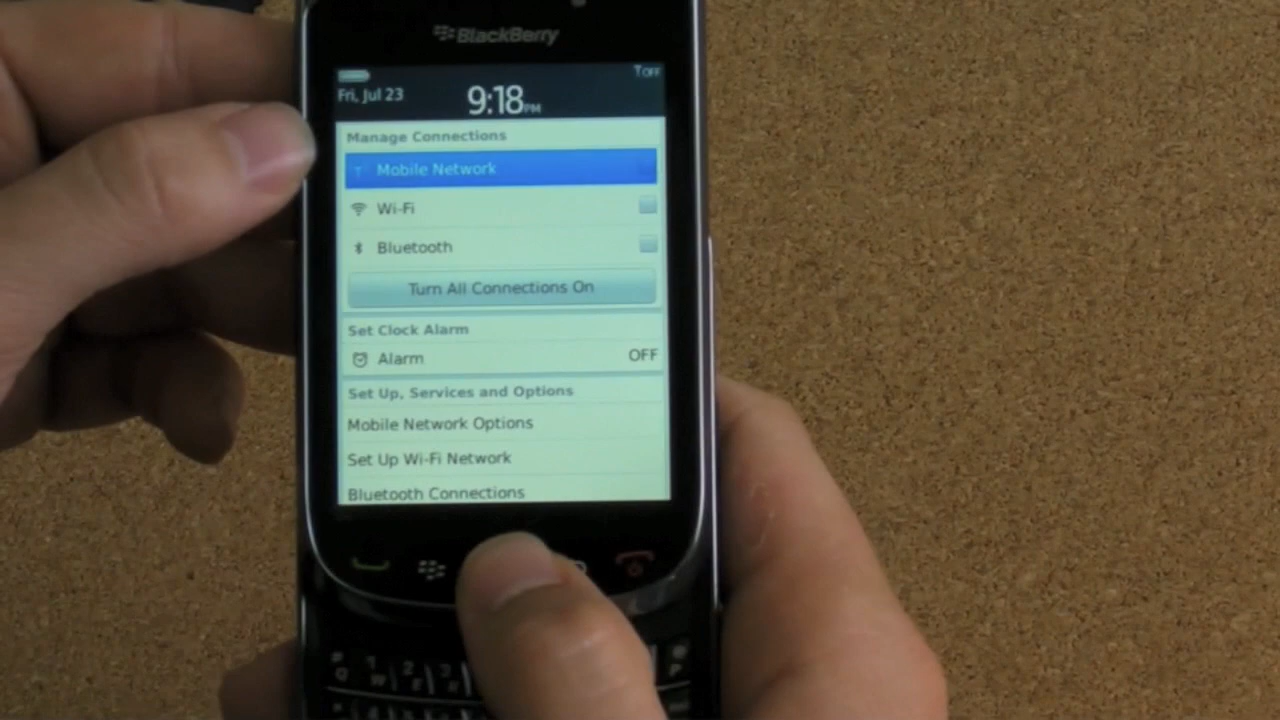 BlackBerry
OFF
Fri, Jul 23
9:18PM
Manage Connections
Mobile Network
Wi-Fi
Bluetooth
Turn All Connections On
Set Clock Alarm
Alarm OFF
Set Up, Services and Options
Mobile Network Options
Set Up Wi-Fi Network
Bluetooth Connections